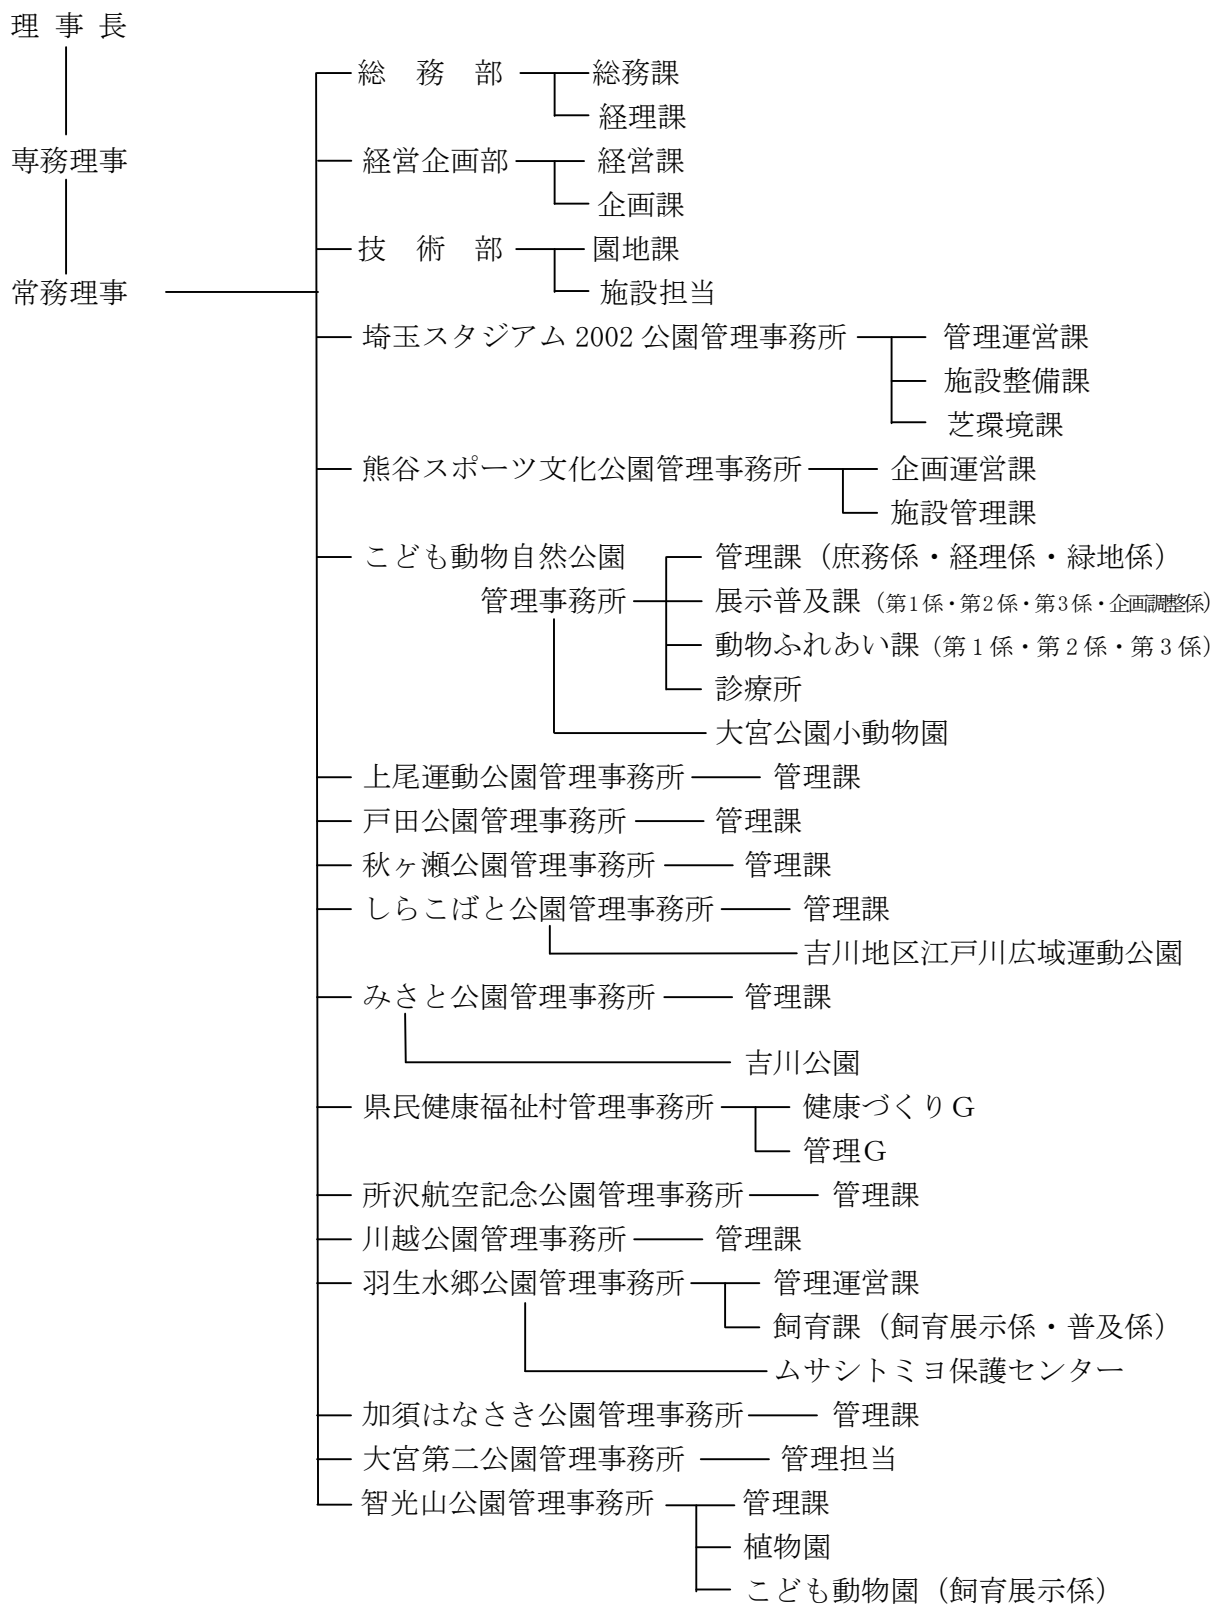 理 事 長
総 務 部 総務課
経理課
専務理事 経営企画部 経営課
企画課
技 術 部 園地課
常務理事 施設担当
埼玉スタジアム 2002 公園管理事務所 管理運営課
施設整備課
芝環境課
熊谷スポーツ文化公園管理事務所 企画運営課
施設管理課
こども動物自然公園 管理課（庶務係・経理係・緑地係）
管理事務所 展示普及課（第1係・第2係・第3係・企画調整係）
動物ふれあい課（第1係・第2係・第3係）
診療所
大宮公園小動物園
上尾運動公園管理事務所 管理課
戸田公園管理事務所 管理課
秋ヶ瀬公園管理事務所 管理課
しらこばと公園管理事務所 管理課
吉川地区江戸川広域運動公園
みさと公園管理事務所 管理課
吉川公園
県民健康福祉村管理事務所 健康づくりG
管理G
所沢航空記念公園管理事務所 管理課
川越公園管理事務所 管理課
羽生水郷公園管理事務所 管理運営課
飼育課（飼育展示係・普及係）
ムサシトミヨ保護センター
加須はなさき公園管理事務所 管理課
大宮第二公園管理事務所 管理担当
智光山公園管理事務所 管理課
植物園
こども動物園（飼育展示係）